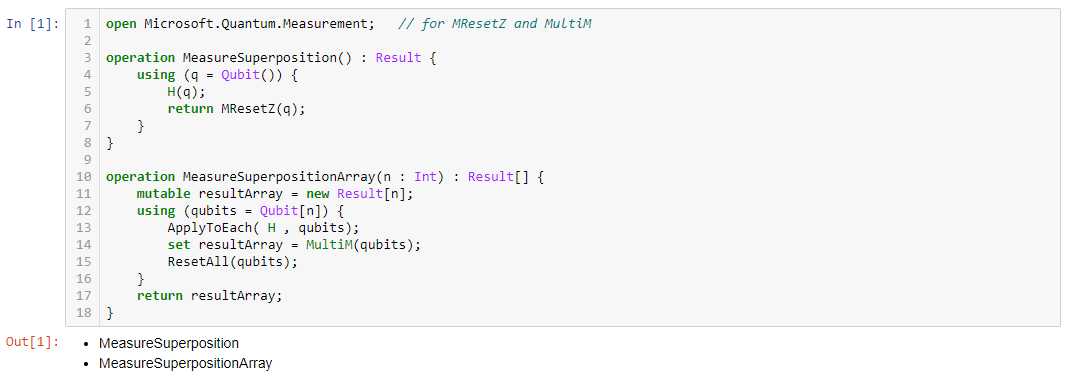 In [1]:
1 open Microsoft.Quantum.Measurement;   // for MResetZ and MultiM
2
3 operation MeasureSuperposition() : Result {
4     using (q = Qubit()) {
5         H(q);
6         return MResetZ(q);
7     }
8 }
9
10 operation MeasureSuperpositionArray(n : Int) : Result[] {
11     mutable resultArray = new Result[n];
12     using (qubits = Qubit[n]) {
13         ApplyToEach( H , qubits);
14         set resultArray = MultiM(qubits);
15         ResetAll(qubits);
16     }
17     return resultArray;
18 }
Out[1]:
• MeasureSuperposition
• MeasureSuperpositionArray